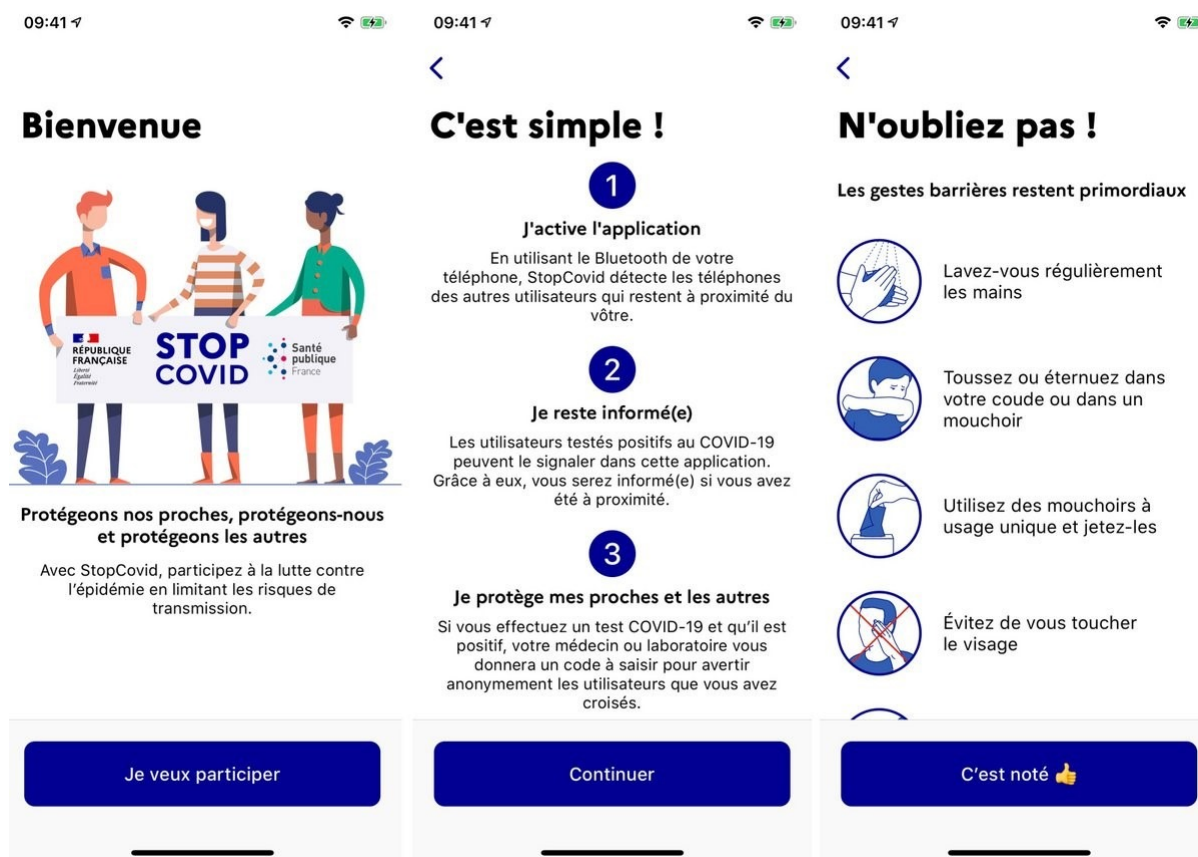 09:41
Bienvenue
RÉPUBLIQUE
FRANÇAISE
Liberté
Égalité
Fraternité
STOP
COVID
Santé
publique
France
Protégeons nos proches, protégeons-nous
et protégeons les autres
Avec StopCovid, participez à la lutte contre
l'épidémie en limitant les risques de
transmission.
Je veux participer
09:41
C'est simple !
1
J'active l'application
En utilisant le Bluetooth de votre
téléphone, StopCovid détecte les téléphones
des autres utilisateurs qui restent à proximité du
vôtre.
2
Je reste informé(e)
Les utilisateurs testés positifs au COVID-19
peuvent le signaler dans cette application.
Grâce à eux, vous serez informé(e) si vous avez
été à proximité.
3
Je protège mes proches et les autres
Si vous effectuez un test COVID-19 et qu'il est
positif, votre médecin ou laboratoire vous
donnera un code à saisir pour avertir
anonymement les utilisateurs que vous avez
croisés.
Continuer
09:41
N'oubliez pas !
Les gestes barrières restent primordiaux
Lavez-vous régulièrement
les mains
Toussez ou éternuez dans
votre coude ou dans un
mouchoir
Utilisez des mouchoirs à
usage unique et jetez-les
Évitez de vous toucher
le visage
C'est noté 👍